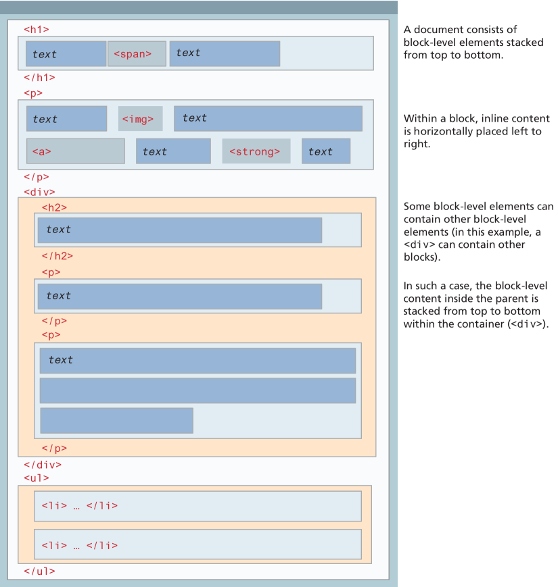 <h1>
text <span> text
</h1>
<p>
text <img> text
<a> text <strong> text
</p>
<div>
<h2>
text
</h2>
<p>
text
</p>
<p>
text
</p>
</div>
<ul>
<li> … </li>
<li> … </li>
</ul>
A document consists of
block-level elements stacked
from top to bottom.
Within a block, inline content
is horizontally placed left to
right.
Some block-level elements can
contain other block-level
elements (in this example, a
<div> can contain other
blocks).
In such a case, the block-level
content inside the parent is
stacked from top to bottom
within the container (<div>).